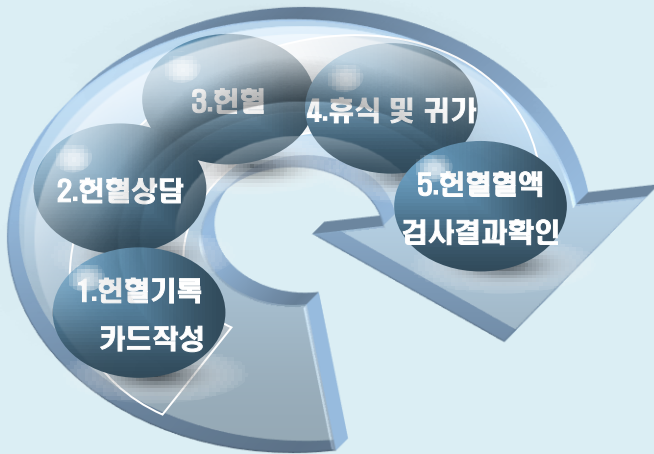 1.헌혈기록
카드작성
2.헌혈상담
3.헌혈
4.휴식 및 귀가
5.헌혈혈액
검사결과확인